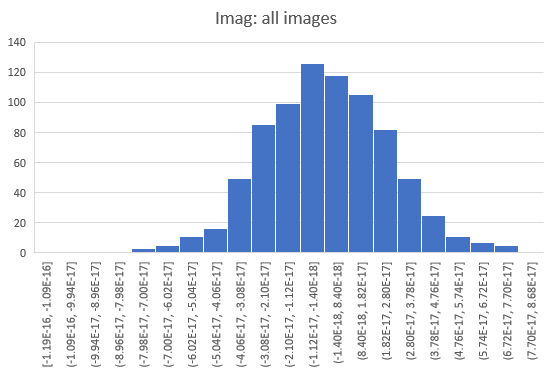 Imag: all images
140
120
100
80
60
40
20
0
[-1.19E-16, -1.09E-16]
(-1.09E-16, -9.94E-17]
(-9.94E-17, -8.96E-17]
(-8.96E-17, -7.98E-17]
(-7.98E-17, -7.00E-17]
(-7.00E-17, -6.02E-17]
(-6.02E-17, -5.04E-17]
(-5.04E-17, -4.06E-17]
(-4.06E-17, -3.08E-17]
(-3.08E-17, -2.10E-17]
(-2.10E-17, -1.12E-17]
(-1.12E-17, -1.40E-18]
(-1.40E-18, 8.40E-18]
(8.40E-18, 1.82E-17]
(1.82E-17, 2.80E-17]
(2.80E-17, 3.78E-17]
(3.78E-17, 4.76E-17]
(4.76E-17, 5.74E-17]
(5.74E-17, 6.72E-17]
(6.72E-17, 7.70E-17]
(7.70E-17, 8.68E-17]